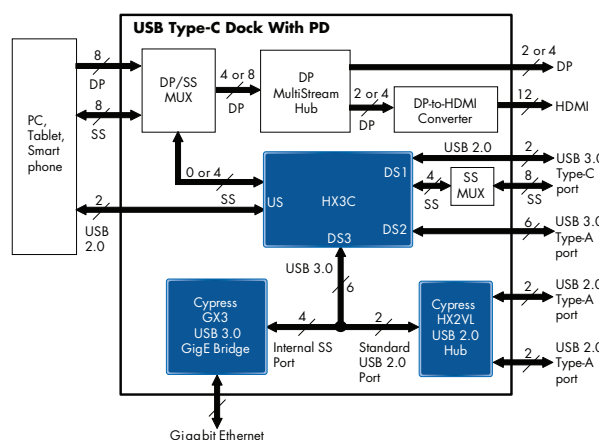 USB Type-C Dock With PD
PC,
Tablet,
Smart
phone
8
DP
8
SS
2
USB
2.0
DP/SS
MUX
4 or 8
DP
DP
MultiStream
Hub
2 or 4
DP
2 or 4
DP
DP-to-HDMI
Converter
12
HDMI
0 or 4
SS
US
HX3C
DS1
DS2
DS3
USB 2.0
2
USB 3.0
Type-C
port
4
SS
SS
MUX
8
SS
6
USB 3.0
Type-A
port
USB 3.0
6
Cypress
GX3
USB 3.0
GigE Bridge
4
Internal SS
Port
2
Standard
USB 2.0
Port
Cypress
HX2VL
USB 2.0
Hub
2
USB 2.0
Type-A
port
2
USB 2.0
Type-A
port
Gigabit Ethernet